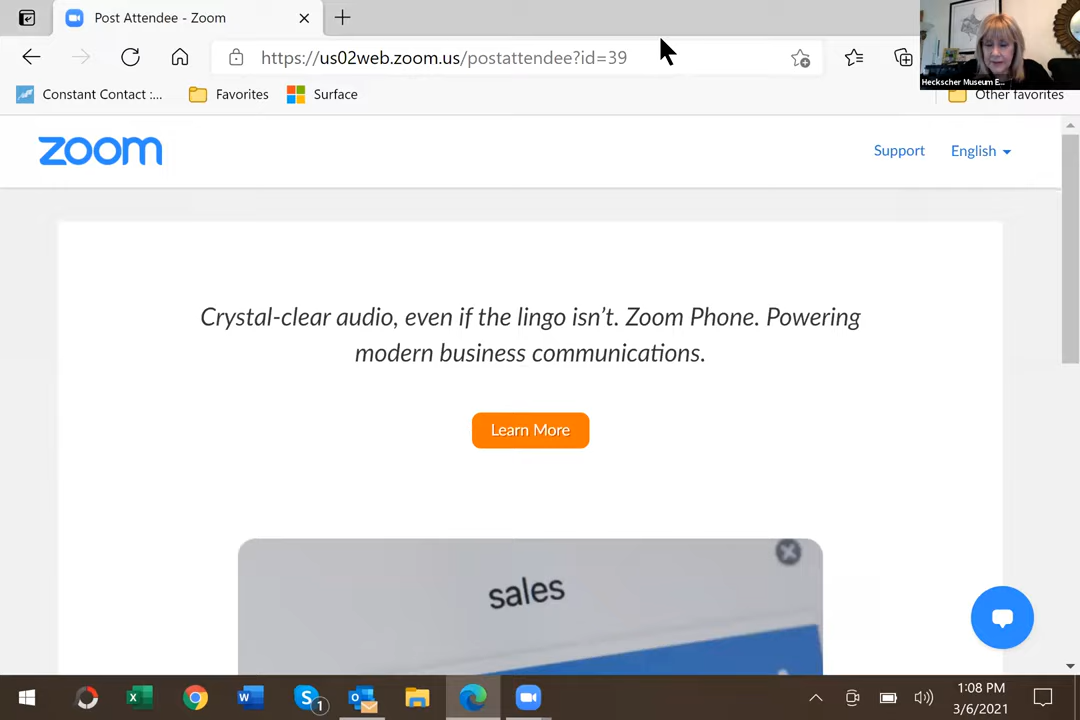 Post Attendee - Zoom
https://us02web.zoom.us/postattendee?id=39
Heckscher Museum E...
Constant Contact :...
Favorites
Surface
Other favorites
zoom
Support
English
Crystal-clear audio, even if the lingo isn't. Zoom Phone. Powering
modern business communications.
Learn More
sales
1
1:08 PM
3/6/2021